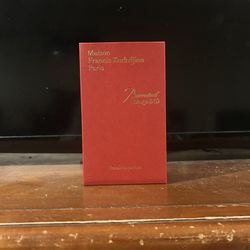 Maison
Francis Kurkdjian
Paris
Baccarat
Rouge 540